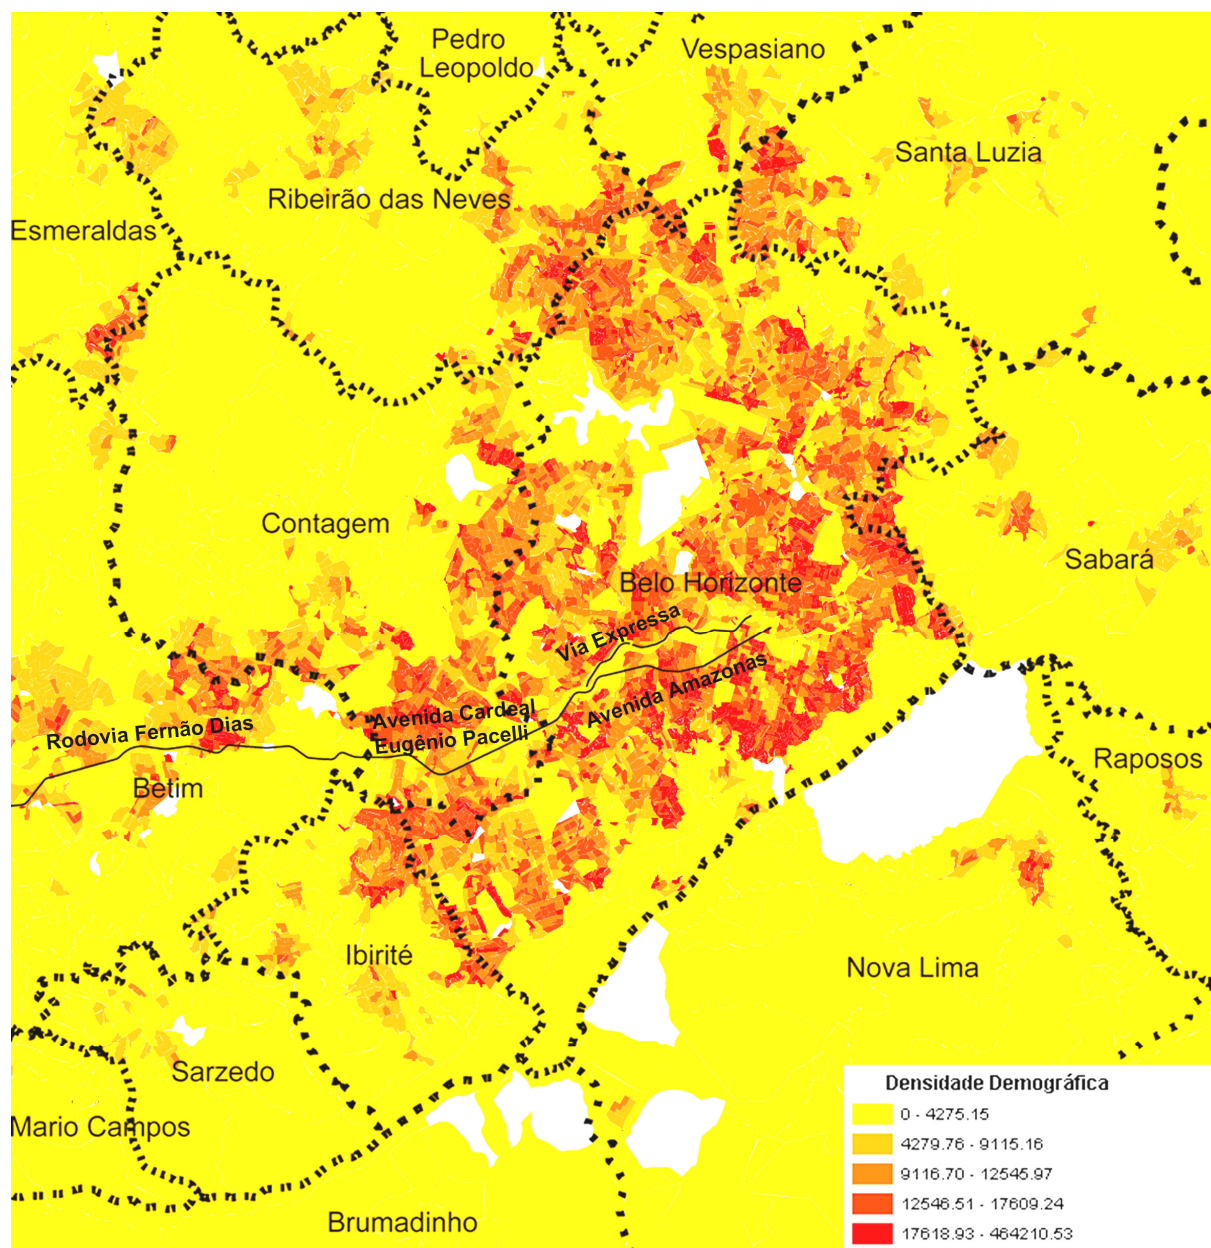 Pedro
Leopoldo
Vespasiano
Santa Luzia
Ribeirão das Neves
Esmeraldas
Contagem
Sabará
Belo Horizonte
Via Expressa
Avenida Amazonas
Avenida Cardeal
Eugênio Pacelli
Rodovia Fernão Dias
Betim
Raposos
Ibirité
Nova Lima
Sarzedo
Mario Campos
Brumadinho
Densidade Demográfica
0 - 4275.15
4279.76 - 9115.16
9116.70 - 12545.97
12546.51 - 17609.24
17618.93 - 464210.53